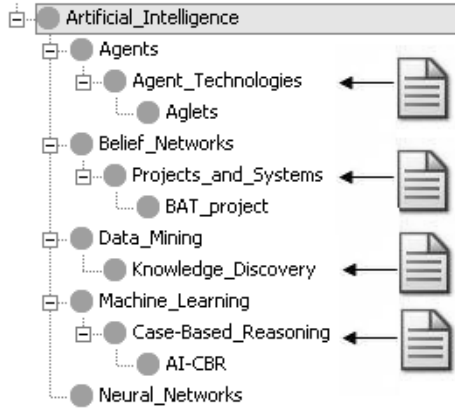 Artificial_Intelligence
Agents
Agent_Technologies
Aglets
Belief_Networks
Projects_and_Systems
BAT_project
Data_Mining
Knowledge_Discovery
Machine_Learning
Case-Based_Reasoning
AI-CBR
Neural_Networks